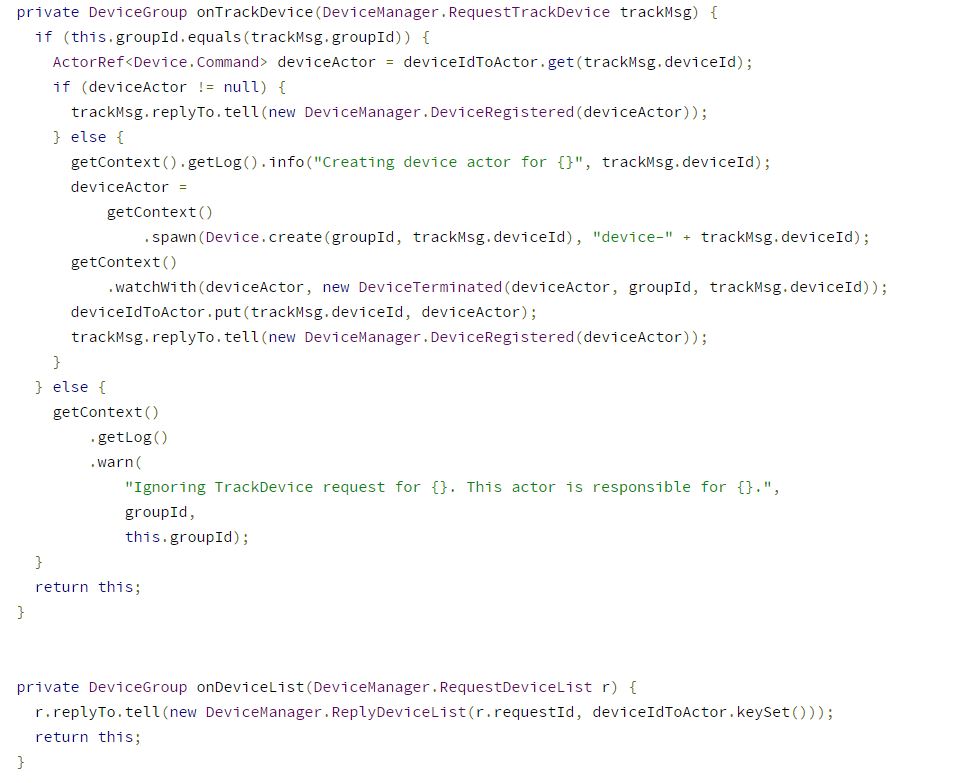 private DeviceGroup onTrackDevice(DeviceManager.RequestTrackDevice trackMsg) {
  if (this.groupId.equals(trackMsg.groupId)) {
    ActorRef<Device.Command> deviceActor = deviceIdToActor.get(trackMsg.deviceId);
    if (deviceActor != null) {
      trackMsg.replyTo.tell(new DeviceManager.DeviceRegistered(deviceActor));
    } else {
      getContext().getLog().info("Creating device actor for {}", trackMsg.deviceId);
      deviceActor =
          getContext()
              .spawn(Device.create(groupId, trackMsg.deviceId), "device-" + trackMsg.deviceId);
      getContext()
          .watchWith(deviceActor, new DeviceTerminated(deviceActor, groupId, trackMsg.deviceId));
      deviceIdToActor.put(trackMsg.deviceId, deviceActor);
      trackMsg.replyTo.tell(new DeviceManager.DeviceRegistered(deviceActor));
    }
  } else {
    getContext()
        .getLog()
        .warn(
            "Ignoring TrackDevice request for {}. This actor is responsible for {}.",
            groupId,
            this.groupId);
  }
  return this;
}

private DeviceGroup onDeviceList(DeviceManager.RequestDeviceList r) {
  r.replyTo.tell(new DeviceManager.ReplyDeviceList(r.requestId, deviceIdToActor.keySet()));
  return this;
}